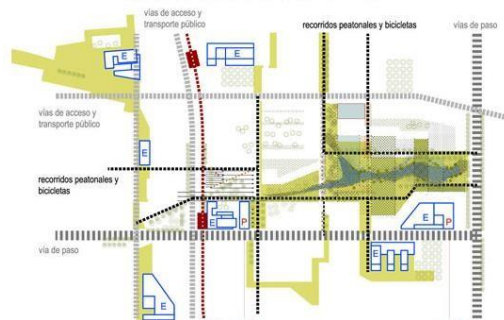 vías de acceso y
transporte público
recorridos peatonales y bicicletas
vías de paso
E
E
vías de acceso y
transporte público
E
recorridos peatonales y
bicicletas
E
E
P
E
P
vía de paso
E
E